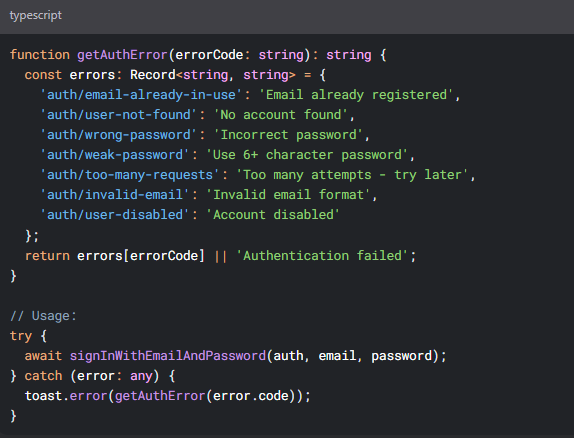 typescript
function getAuthError(errorCode: string): string {
  const errors: Record<string, string> = {
    'auth/email-already-in-use': 'Email already registered',
    'auth/user-not-found': 'No account found',
    'auth/wrong-password': 'Incorrect password',
    'auth/weak-password': 'Use 6+ character password',
    'auth/too-many-requests': 'Too many attempts - try later',
    'auth/invalid-email': 'Invalid email format',
    'auth/user-disabled': 'Account disabled'
  };
  return errors[errorCode] || 'Authentication failed';
}

// Usage:
try {
  await signInWithEmailAndPassword(auth, email, password);
} catch (error: any) {
  toast.error(getAuthError(error.code));
}